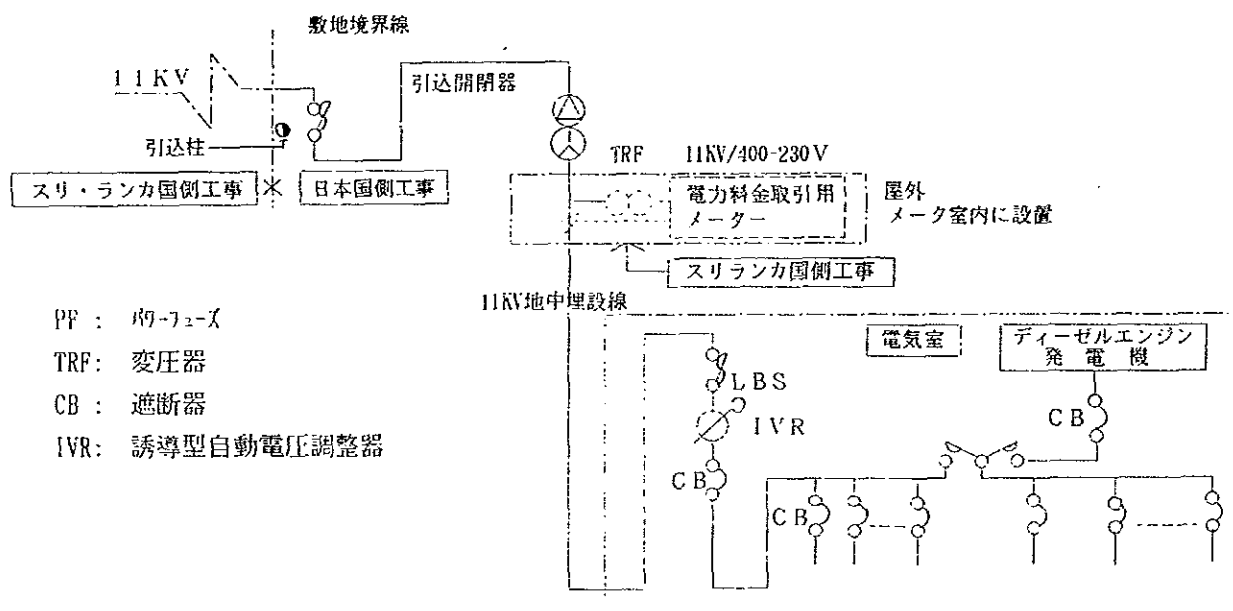 敷地境界線
11KV
引込開閉器
引込柱
TRF 11KV/400-230V
スリ・ランカ国側工事
日本国側工事
電力料金取引用
メーター
屋外
メータ室内に設置
スリランカ国側工事
11KV地中埋設線
PF : パワーフューズ
TRF: 変圧器
CB : 遮断器
IVR: 誘導型自動電圧調整器
電気室
ディーゼルエンジン
発電機
LBS
IVR
CB
CB
CB